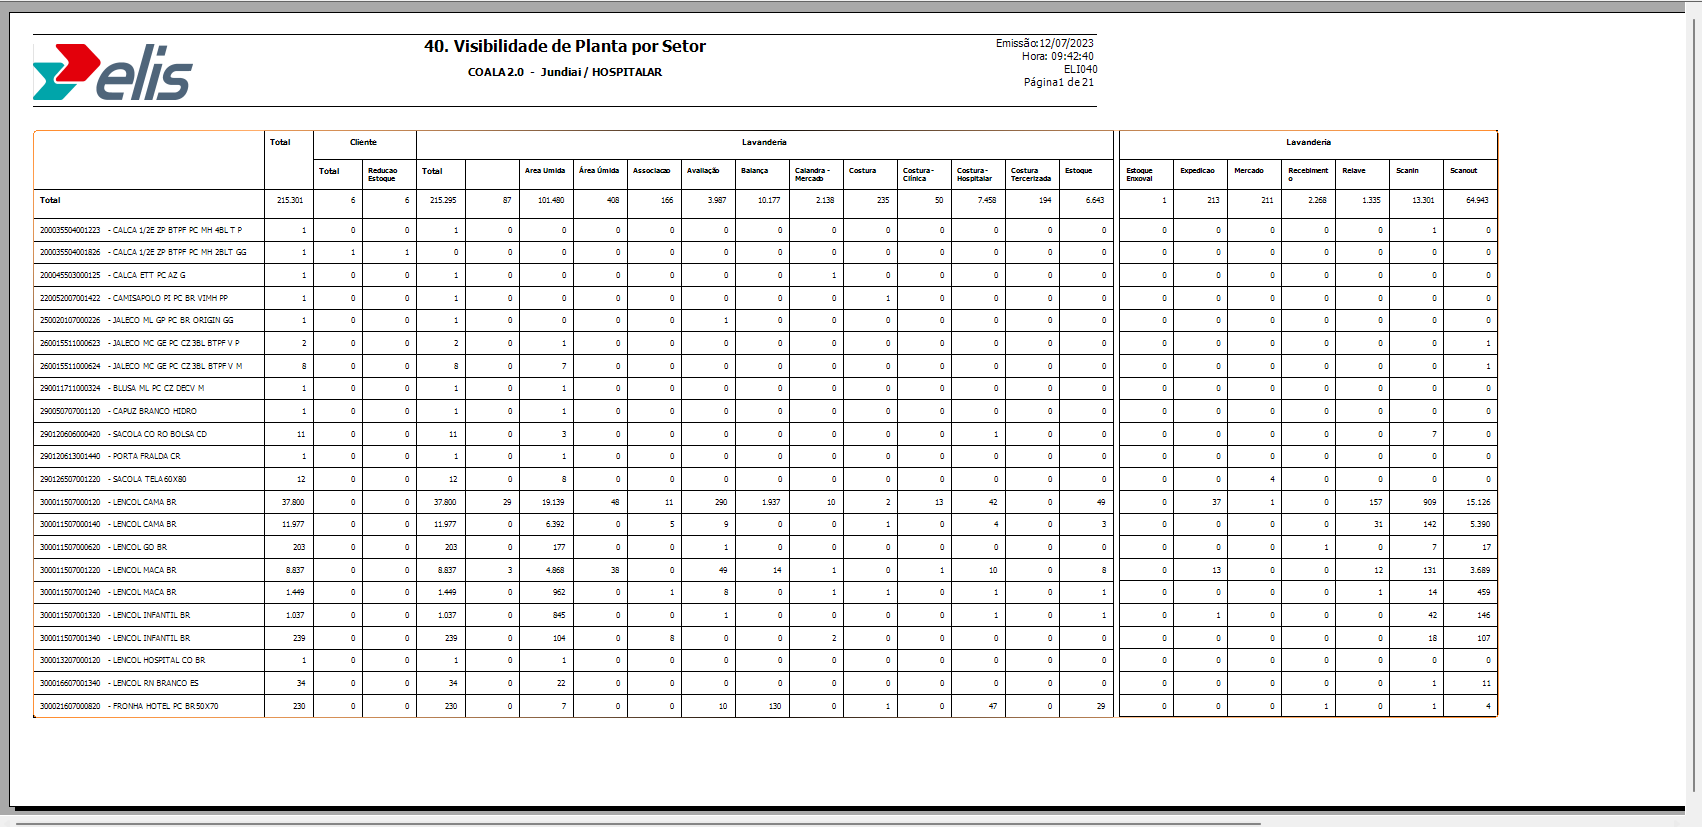 elis
40. Visibilidade de Planta por Setor
COALA 2.0 - Jundiai / HOSPITALAR
Emissão:12/07/2023
Hora: 09:42:40
ELI040
Página1 de 21
Total Cliente Lavanderia Lavanderia
Total Reducao Estoque Total Area Umida Área Úmida Associacao Avaliação Balança Calandra - Mercado Costura Costura - Clínica Costura - Hospitalar Costura Tercerizada Estoque Estoque Enxoval Expedicao Mercado Recebimento Relave Scanin Scanout
Total 215.301 6 6 215.295 87 101.480 408 166 3.987 10.177 2.138 235 50 7.458 194 6.643 1 213 211 2.268 1.335 13.301 64.943
200035504001223 - CALCA 1/2E ZP BTPF PC MH 4BL T P 1 0 0 1 0 0 0 0 0 0 0 0 0 0 0 0 0 0 0 0 0 1 0
200035504001826 - CALCA 1/2E ZP BTPF PC MH 2BLT GG 1 1 1 0 0 0 0 0 0 0 0 0 0 0 0 0 0 0 0 0 0 0 0
200045503000125 - CALCA ETT PC AZ G 1 0 0 1 0 0 0 0 0 0 1 0 0 0 0 0 0 0 0 0 0 0 0
220052007001422 - CAMISAPOLO PI PC BR VIMH PP 1 0 0 1 0 0 0 0 0 0 0 1 0 0 0 0 0 0 0 0 0 0 0
250020107000226 - JALECO ML GP PC BR ORIGIN GG 1 0 0 1 0 0 0 0 1 0 0 0 0 0 0 0 0 0 0 0 0 0 0
260015511000623 - JALECO MC GE PC CZ 3BL BTPF V P 2 0 0 2 0 1 0 0 0 0 0 0 0 0 0 0 0 0 0 0 0 0 1
260015511000624 - JALECO MC GE PC CZ 3BL BTPF V M 8 0 0 8 0 7 0 0 0 0 0 0 0 0 0 0 0 0 0 0 0 0 1
290011711000324 - BLUSA ML PC CZ DECV M 1 0 0 1 0 1 0 0 0 0 0 0 0 0 0 0 0 0 0 0 0 0 0
290050707001120 - CAPUZ BRANCO HIDRO 1 0 0 1 0 1 0 0 0 0 0 0 0 0 0 0 0 0 0 0 0 0 0
290120606000420 - SACOLA CO RO BOLSA CD 11 0 0 11 0 3 0 0 0 0 0 0 0 1 0 0 0 0 0 0 0 7 0
290120613001440 - PORTA FRALDA CR 1 0 0 1 0 1 0 0 0 0 0 0 0 0 0 0 0 0 0 0 0 0 0
290126507001220 - SACOLA TELA 60X80 12 0 0 12 0 8 0 0 0 0 0 0 0 0 0 0 0 0 4 0 0 0 0
300011507000120 - LENCOL CAMA BR 37.800 0 0 37.800 29 19.139 48 11 290 1.937 10 2 13 42 0 49 0 37 1 0 157 909 15.126
300011507000140 - LENCOL CAMA BR 11.977 0 0 11.977 0 6.392 0 5 9 0 0 1 0 4 0 3 0 0 0 0 31 142 5.390
300011507000620 - LENCOL GO BR 203 0 0 203 0 177 0 0 1 0 0 0 0 0 0 0 0 0 0 1 0 7 17
300011507001220 - LENCOL MACA BR 8.837 0 0 8.837 3 4.868 38 0 49 14 1 0 1 10 0 8 0 13 0 0 12 131 3.689
300011507001240 - LENCOL MACA BR 1.449 0 0 1.449 0 962 0 1 8 0 1 1 0 1 0 1 0 0 0 0 1 14 459
300011507001320 - LENCOL INFANTIL BR 1.037 0 0 1.037 0 845 0 0 1 0 0 0 0 1 0 1 0 1 0 0 0 42 146
300011507001340 - LENCOL INFANTIL BR 239 0 0 239 0 104 0 8 0 0 2 0 0 0 0 0 0 0 0 0 0 18 107
300013207000120 - LENCOL HOSPITAL CO BR 1 0 0 1 0 1 0 0 0 0 0 0 0 0 0 0 0 0 0 0 0 0 0
300016607001340 - LENCOL RN BRANCO ES 34 0 0 34 0 22 0 0 0 0 0 0 0 0 0 0 0 0 0 0 0 1 11
300021607000820 - FRONHA HOTEL PC BR 50X70 230 0 0 230 0 7 0 0 10 130 0 1 0 47 0 29 0 0 0 1 0 1 4